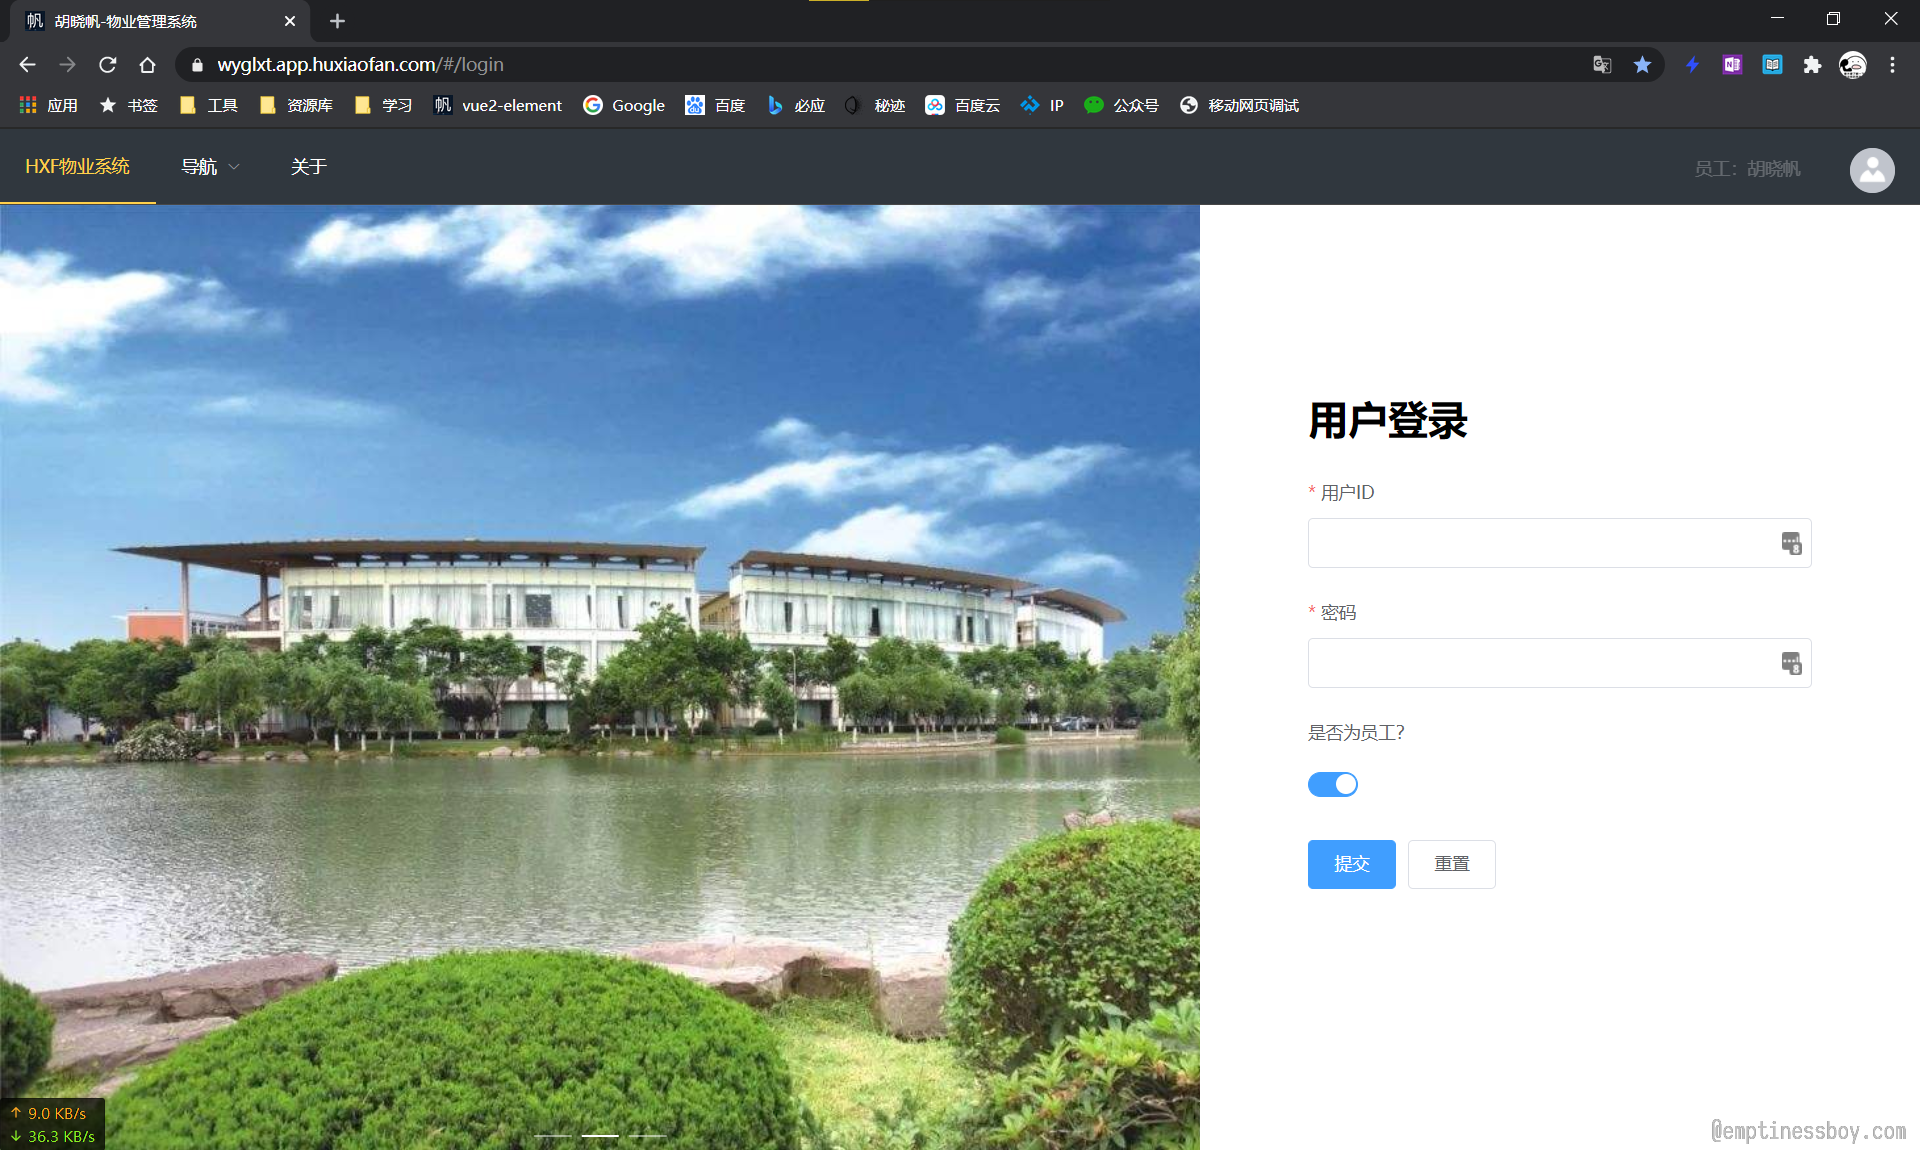 胡晓帆-物业管理系统
wyglxt.app.huxiaofan.com/#/login
应用 书签 工具 资源库 学习 帆 vue2-element Google 百度 必应 秘迹 百度云 IP 公众号 移动网页调试
HXF物业系统 导航 关于 员工：胡晓帆
用户登录
* 用户ID
* 密码
是否为员工?
提交 重置
↑ 9.0 KB/s
↓ 36.3 KB/s
@emptinessboy.com